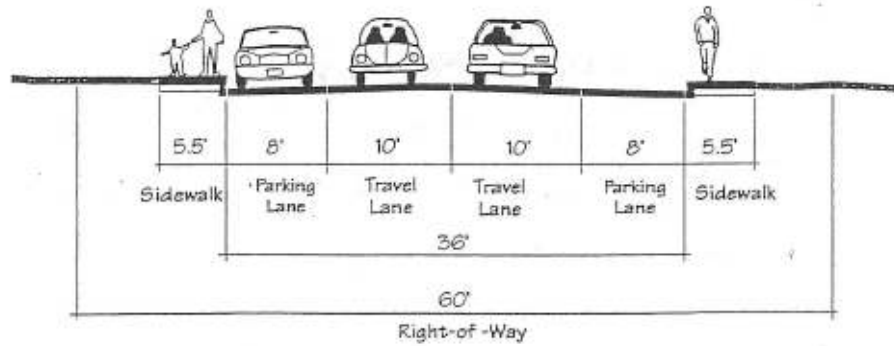 5.5' 8' 10' 10' 8' 5.5'
Sidewalk Parking Lane Travel Lane Travel Lane Parking Lane Sidewalk
36'
60'
Right-of-Way